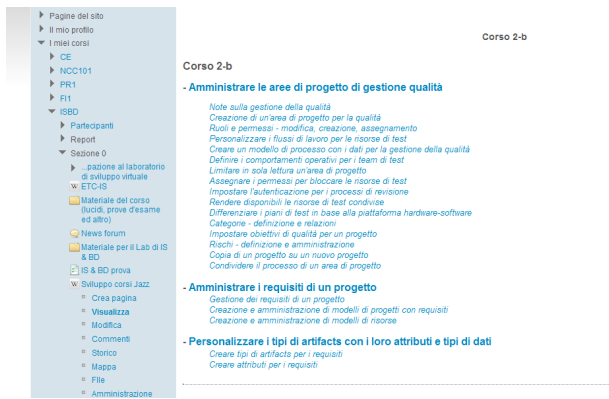 Pagine del sito
Il mio profilo
I miei corsi
CE
NCC101
PR1
FI1
ISBD
Partecipanti
Report
Sezione 0
...pazione al laboratorio
di sviluppo virtuale
ETC-IS
Materiale del corso
(lucidi, prove d'esame
ed altro)
News forum
Materiale per il Lab di IS
& BD
IS & BD prova
Sviluppo corsi Jazz
Crea pagina
Visualizza
Modifica
Commenti
Storico
Mappa
File
Amministrazione
Corso 2-b
Corso 2-b
- Amministrare le aree di progetto di gestione qualità
Note sulla gestione della qualità
Creazione di un'area di progetto per la qualità
Ruoli e permessi - modifica, creazione, assegnamento
Personalizzare i flussi di lavoro per le risorse di test
Creare un modello di processo con i dati per la gestione della qualità
Definire i comportamenti operativi per i team di test
Limitare in sola lettura un'area di progetto
Assegnare i permessi per bloccare le risorse di test
Impostare l'autenticazione per i processi di revisione
Rendere disponibili le risorse di test condivise
Differenziare i piani di test in base alla piattaforma hardware-software
Categorie - definizione e relazioni
Impostare obiettivi di qualità per un progetto
Rischi - definizione e amministrazione
Copia di un progetto su un nuovo progetto
Condividere il processo di un area di progetto
- Amministrare i requisiti di un progetto
Gestione dei requisiti di un progetto
Creazione e amministrazione di modelli di progetti con requisiti
Creazione e amministrazione di modelli di risorse
- Personalizzare i tipi di artifacts con i loro attributi e tipi di dati
Creare tipi di artifacts per i requisiti
Creare attributi per i requisiti